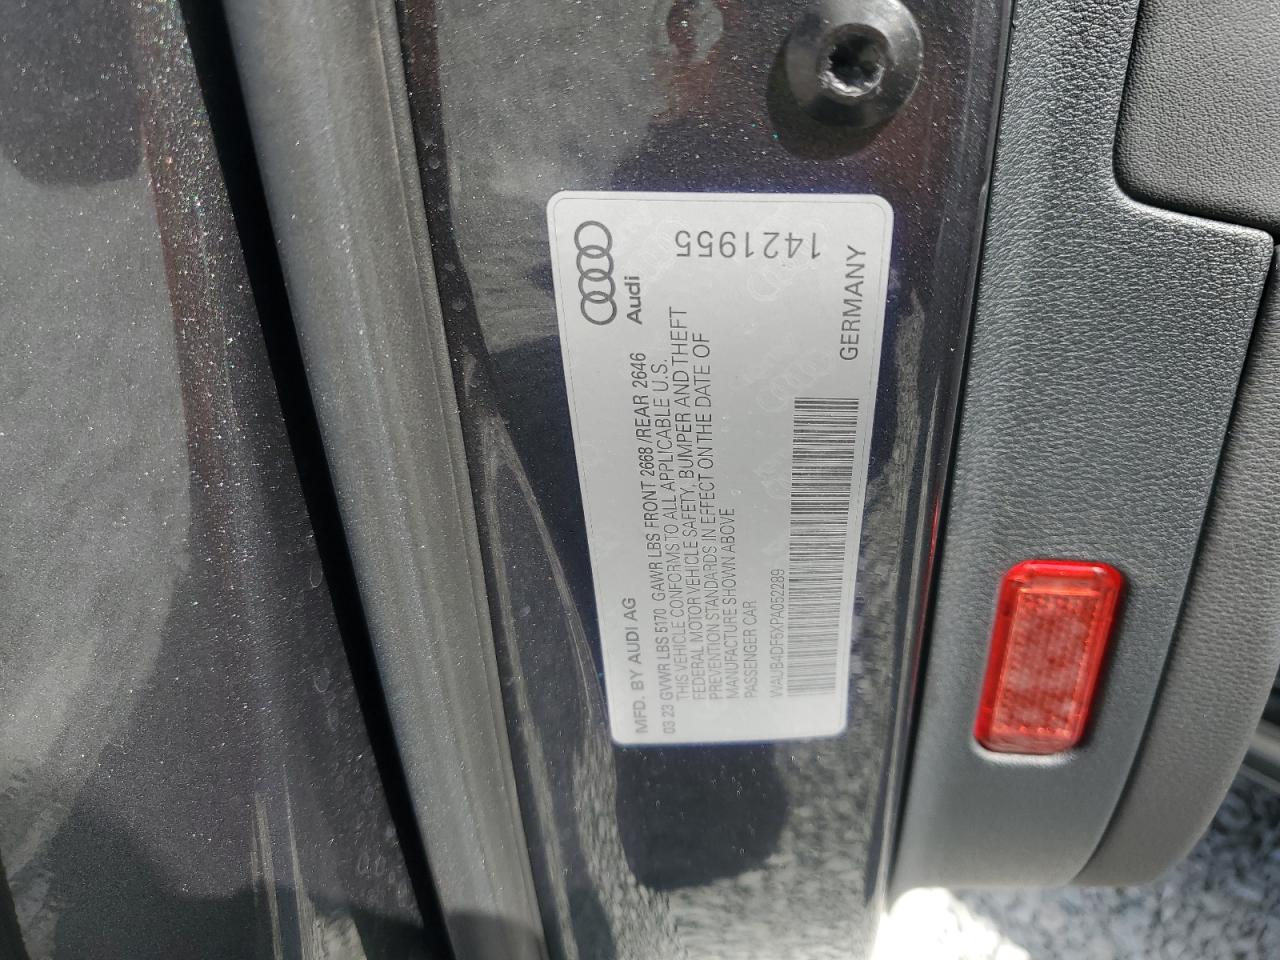 Audi
1421955
MFD. BY AUDI AG
03 23 GVWR LBS 5170 GAWR LBS FRONT 2668 /REAR 2646
THIS VEHICLE CONFORMS TO ALL APPLICABLE U.S.
FEDERAL MOTOR VEHICLE SAFETY, BUMPER AND THEFT
PREVENTION STANDARDS IN EFFECT ON THE DATE OF
MANUFACTURE SHOWN ABOVE
PASSENGER CAR
WAUB4DF5XPA052289
GERMANY